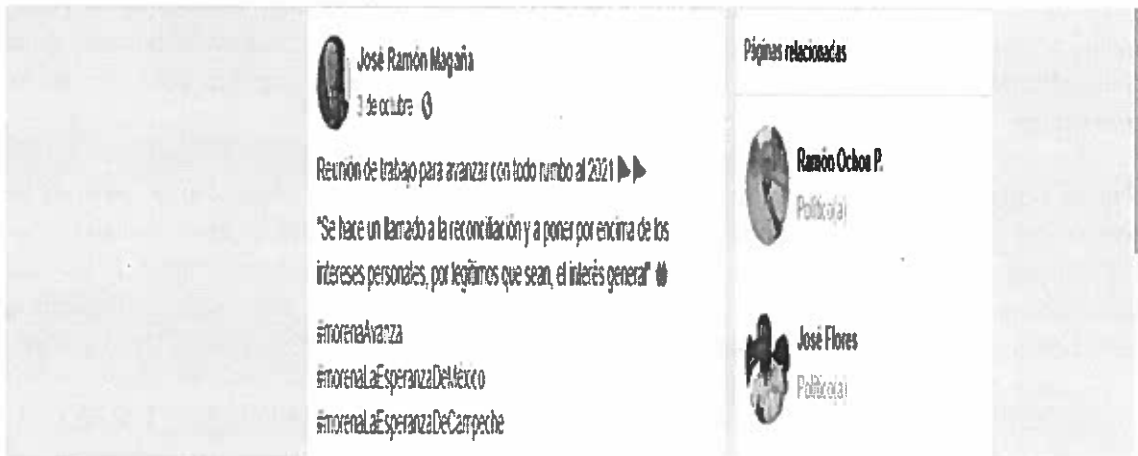 José Ramón Magaña
3 de octubre
Reunión de trabajo para avanzar con todo rumbo al 2021
"Se hace un llamado a la reconciliación y a poner por encima de los
intereses personales, por legítimos que sean, el interés general"
#morenaAvanza
#morenaLaEsperanzaDeMéxico
#morenaLaEsperanzaDeCampeche
Páginas relacionadas
Ramón Ochoa P.
Político(a)
José Flores
Político(a)